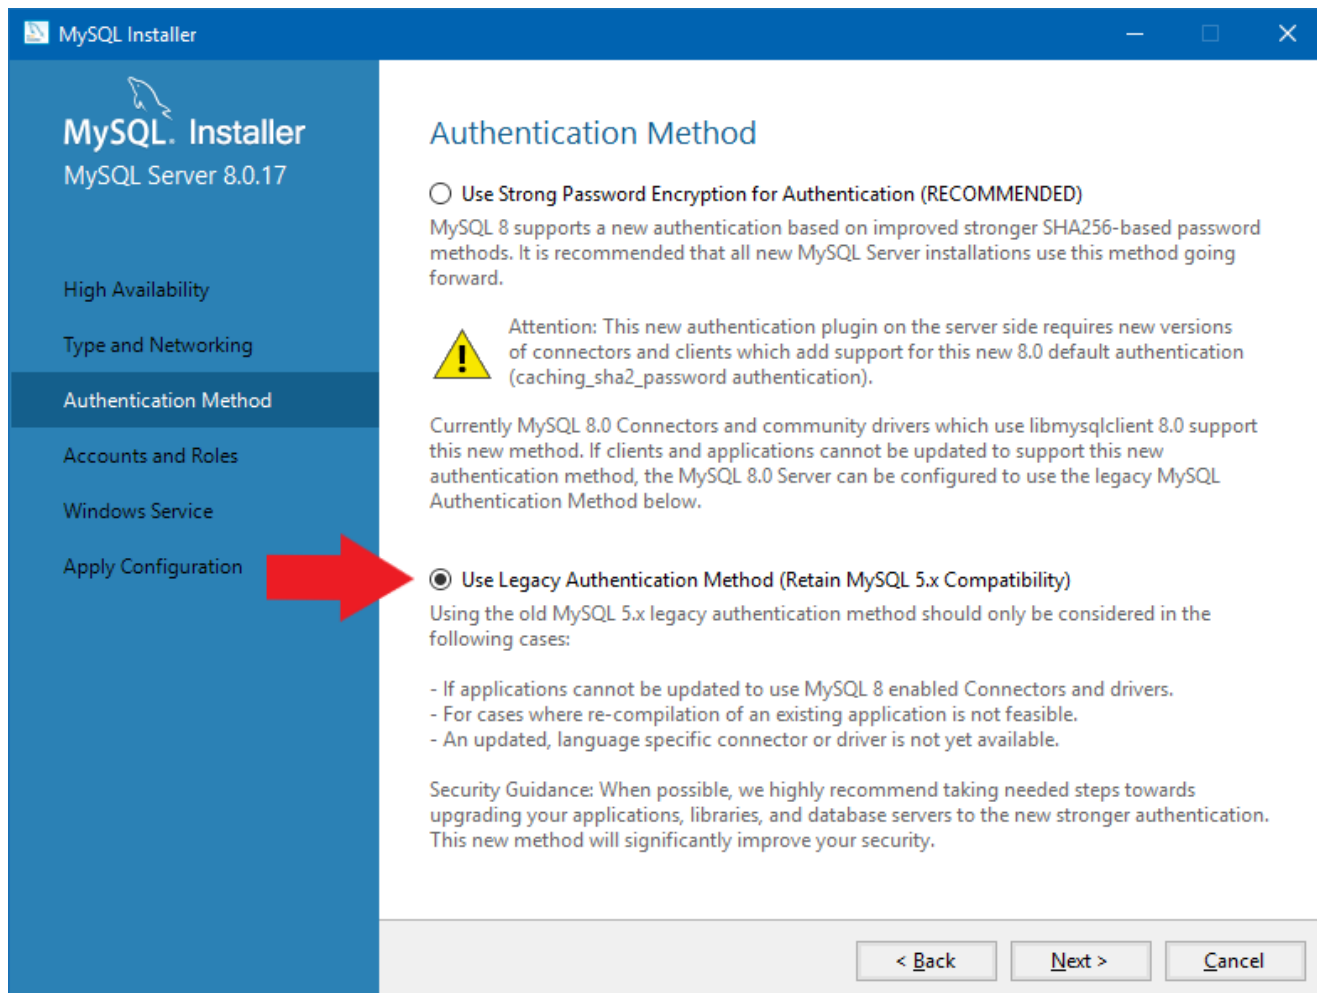 MySQL Installer
MySQL. Installer
MySQL Server 8.0.17
High Availability
Type and Networking
Authentication Method
Accounts and Roles
Windows Service
Apply Configuration
Authentication Method
Use Strong Password Encryption for Authentication (RECOMMENDED)
MySQL 8 supports a new authentication based on improved stronger SHA256-based password
methods. It is recommended that all new MySQL Server installations use this method going
forward.
Attention: This new authentication plugin on the server side requires new versions
of connectors and clients which add support for this new 8.0 default authentication
(caching_sha2_password authentication).
Currently MySQL 8.0 Connectors and community drivers which use libmysqlclient 8.0 support
this new method. If clients and applications cannot be updated to support this new
authentication method, the MySQL 8.0 Server can be configured to use the legacy MySQL
Authentication Method below.
Use Legacy Authentication Method (Retain MySQL 5.x Compatibility)
Using the old MySQL 5.x legacy authentication method should only be considered in the
following cases:
- If applications cannot be updated to use MySQL 8 enabled Connectors and drivers.
- For cases where re-compilation of an existing application is not feasible.
- An updated, language specific connector or driver is not yet available.
Security Guidance: When possible, we highly recommend taking needed steps towards
upgrading your applications, libraries, and database servers to the new stronger authentication.
This new method will significantly improve your security.
< Back
Next >
Cancel